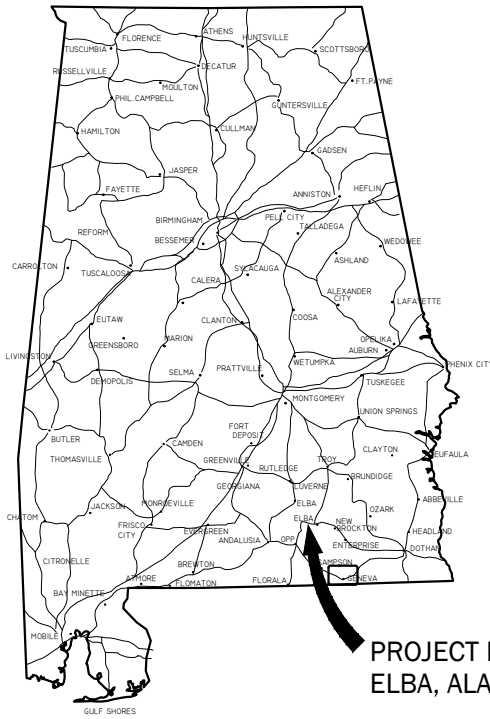 FLORENCE
ATHENS
HUNTSVILLE
TUSCUMBIA
SCOTTSBORO
DECATUR
RUSSELLVILLE
MOULTON
FT.PAYNE
PHIL.CAMPBELL
GUNTERSVILLE
CULLMAN
HAMILTON
GADSEN
JASPER
FAYETTE
ANNISTON
HEFLIN
BIRMINGHAM
PELL CITY
REFORM
TALLADEGA
BESSEMER
WEDOWEE
CARROLTON
TUSCALOOSA
SYLACAUGA
ASHLAND
CALERA
ALEXANDER
CITY
LAFAYETTE
EUTAW
CLANTON
COOSA
GREENSBORO
MARION
OPELIKA
AUBURN
LIVINGSTON
WETUMPKA
PHENIX CITY
SELMA
PRATTVILLE
DEMOPOLIS
TUSKEGEE
MONTGOMERY
UNION SPRINGS
FORT
DEPOSIT
BUTLER
CAMDEN
CLAYTON
EUFAULA
THOMASVILLE
GREENVILLE
TROY
RUTLEDGE
BRUNDIDGE
GEORGIANA
LUVERNE
ABBEVILLE
JACKSON
MONROEVILLE
ELBA
OZARK
CHATOM
FRISCO
CITY
EVERGREEN
ELBA
NEW
BROCKTON
HEADLAND
ANDALUSIA
OPP
ENTERPRISE
DOTHAN
CITRONELLE
BREWTON
SAMPSON
ATMORE
FLOMATON
FLORALA
GENEVA
BAY MINETTE
MOBILE
PROJECT
ELBA, ALA
GULF SHORES